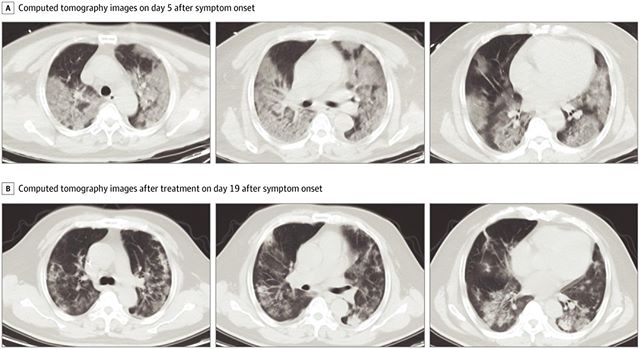 A Computed tomography images on day 5 after symptom onset
B Computed tomography images after treatment on day 19 after symptom onset